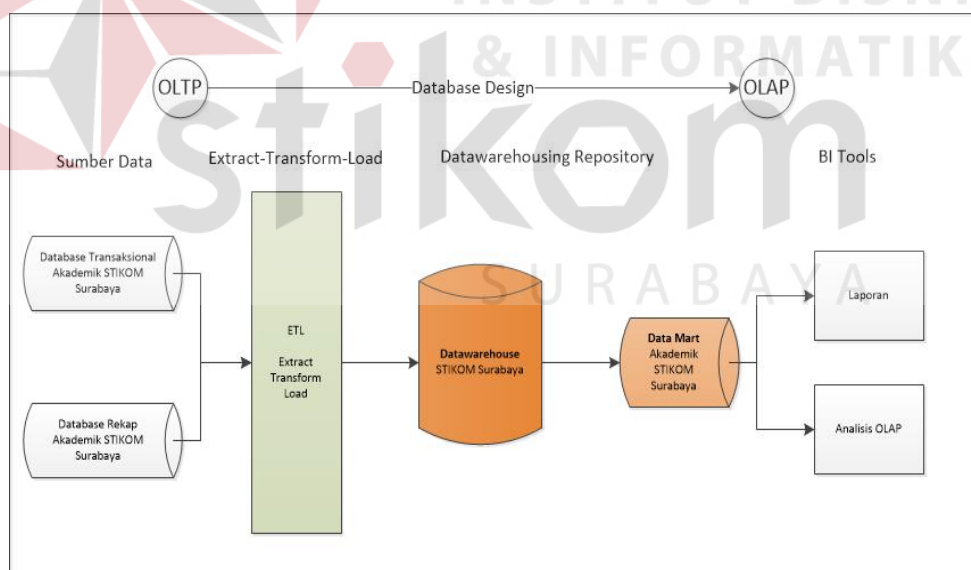 INSTITUT BISNI
& INFORMATIK
stikom
SURABAYA
OLTP
Database Design
OLAP
Sumber Data
Extract-Transform-Load
Datawarehousing Repository
BI Tools
Database Transaksional
Akademik STIKOM
Surabaya
Database Rekap
Akademik STIKOM
Surabaya
ETL
Extract
Transform
Load
Datawarehouse
STIKOM Surabaya
Data Mart
Akademik
STIKOM
Surabaya
Laporan
Analisis OLAP